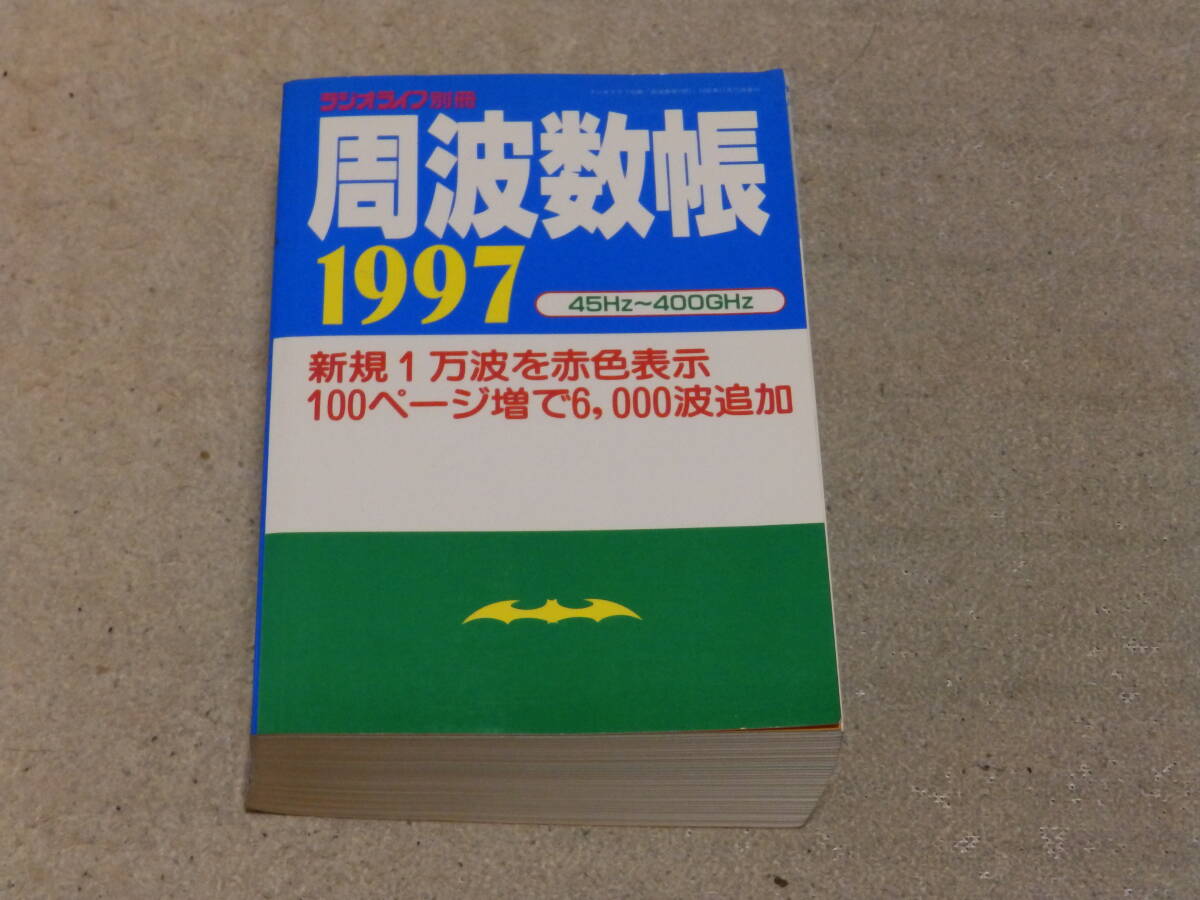 ラジオライフ別冊
周波数帳
1997
45Hz~400GHz
新規1万波を赤色表示
100ページ増で6,000波追加